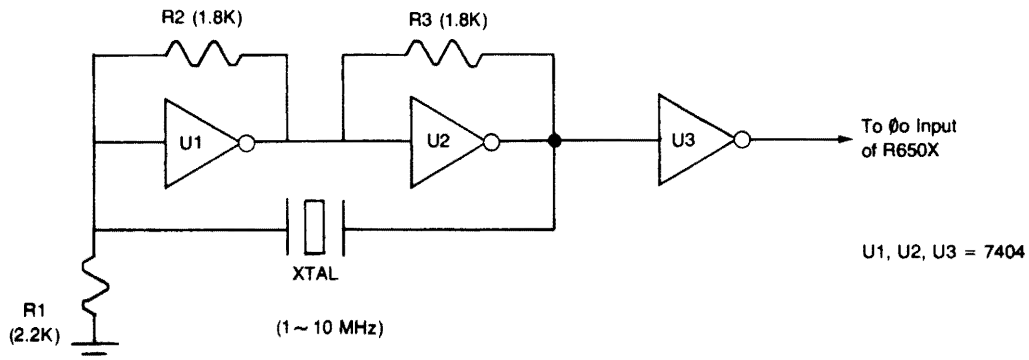 R2 (1.8K)
R3 (1.8K)
U1
U2
U3
To Øo Input
of R650X
XTAL
U1, U2, U3 = 7404
R1
(2.2K)
(1~10 MHz)